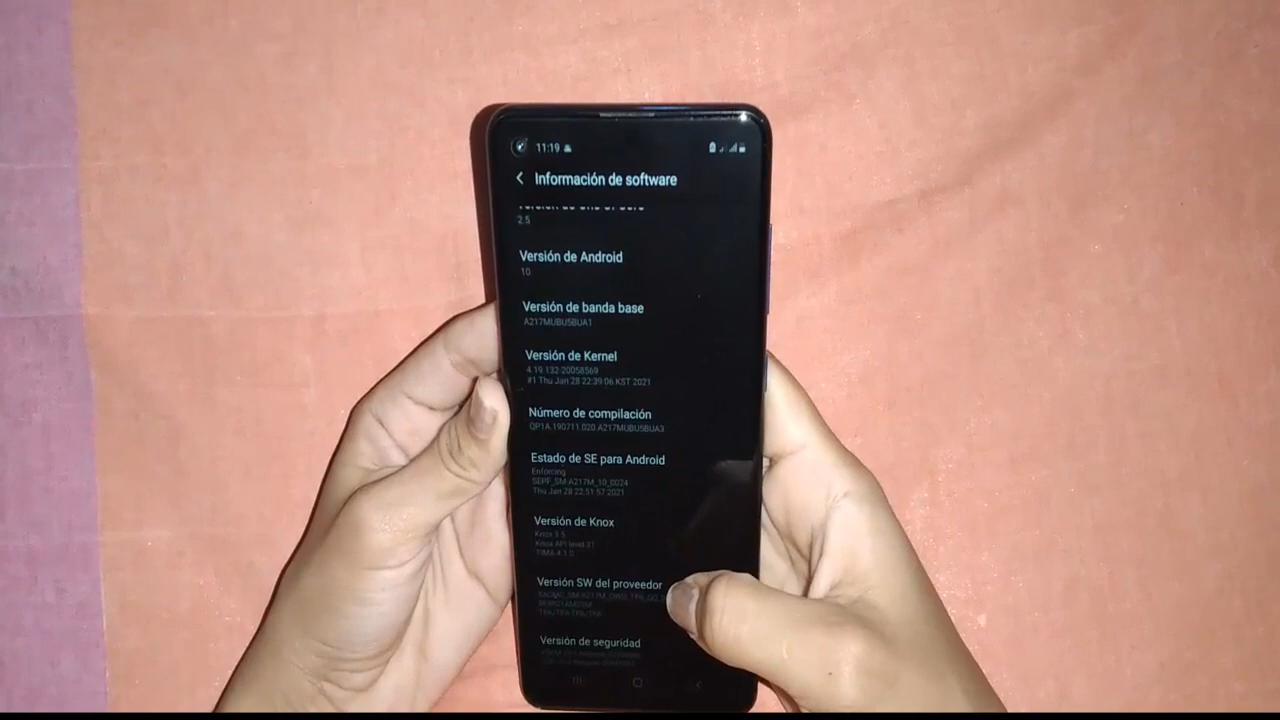 11:19
Información de software
2.5
Versión de Android
10
Versión de banda base
A217MUBU5BUA1
Versión de Kernel
4.19.132-20058569
#1 Thu Jan 28 22:39:06 KST 2021
Número de compilación
QP1A.190711.020.A217MUBU5BUA3
Estado de SE para Android
Enforcing
SEPF_SM-A217M_10_0024
Thu Jan 28 22:51:57 2021
Versión de Knox
Knox 3.5
Knox API level 31
TIMA 4.1.0
Versión SW del proveedor
Versión de seguridad